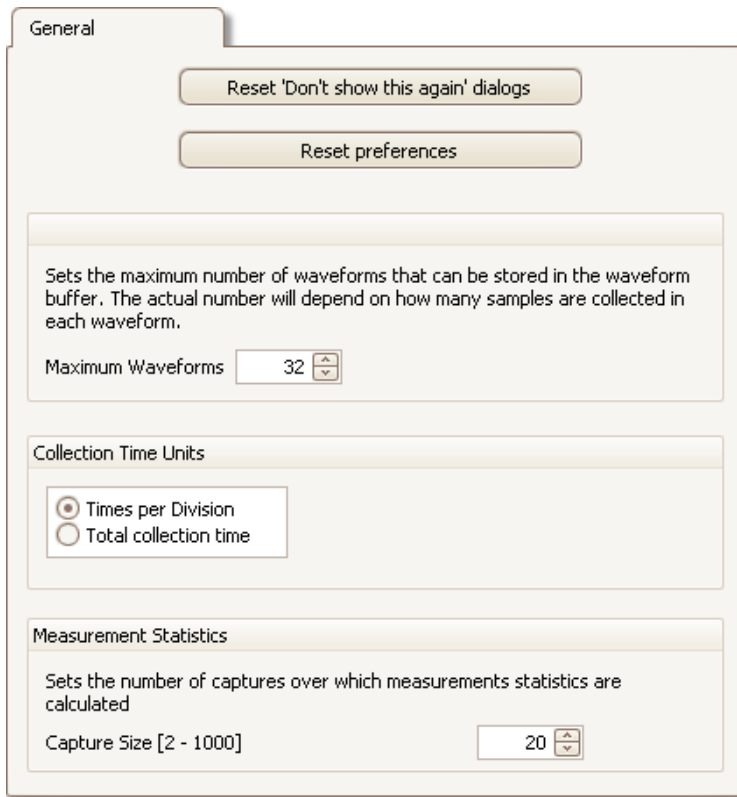 General
Reset 'Don't show this again' dialogs
Reset preferences
Sets the maximum number of waveforms that can be stored in the waveform
buffer. The actual number will depend on how many samples are collected in
each waveform.
Maximum Waveforms 32
Collection Time Units
Times per Division
Total collection time
Measurement Statistics
Sets the number of captures over which measurements statistics are
calculated
Capture Size [2 - 1000] 20